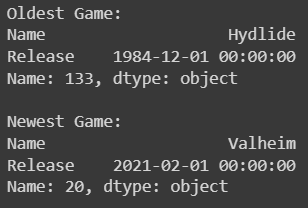 Oldest Game:
Name                    Hydlide
Release    1984-12-01 00:00:00
Name: 133, dtype: object

Newest Game:
Name                    Valheim
Release    2021-02-01 00:00:00
Name: 20, dtype: object